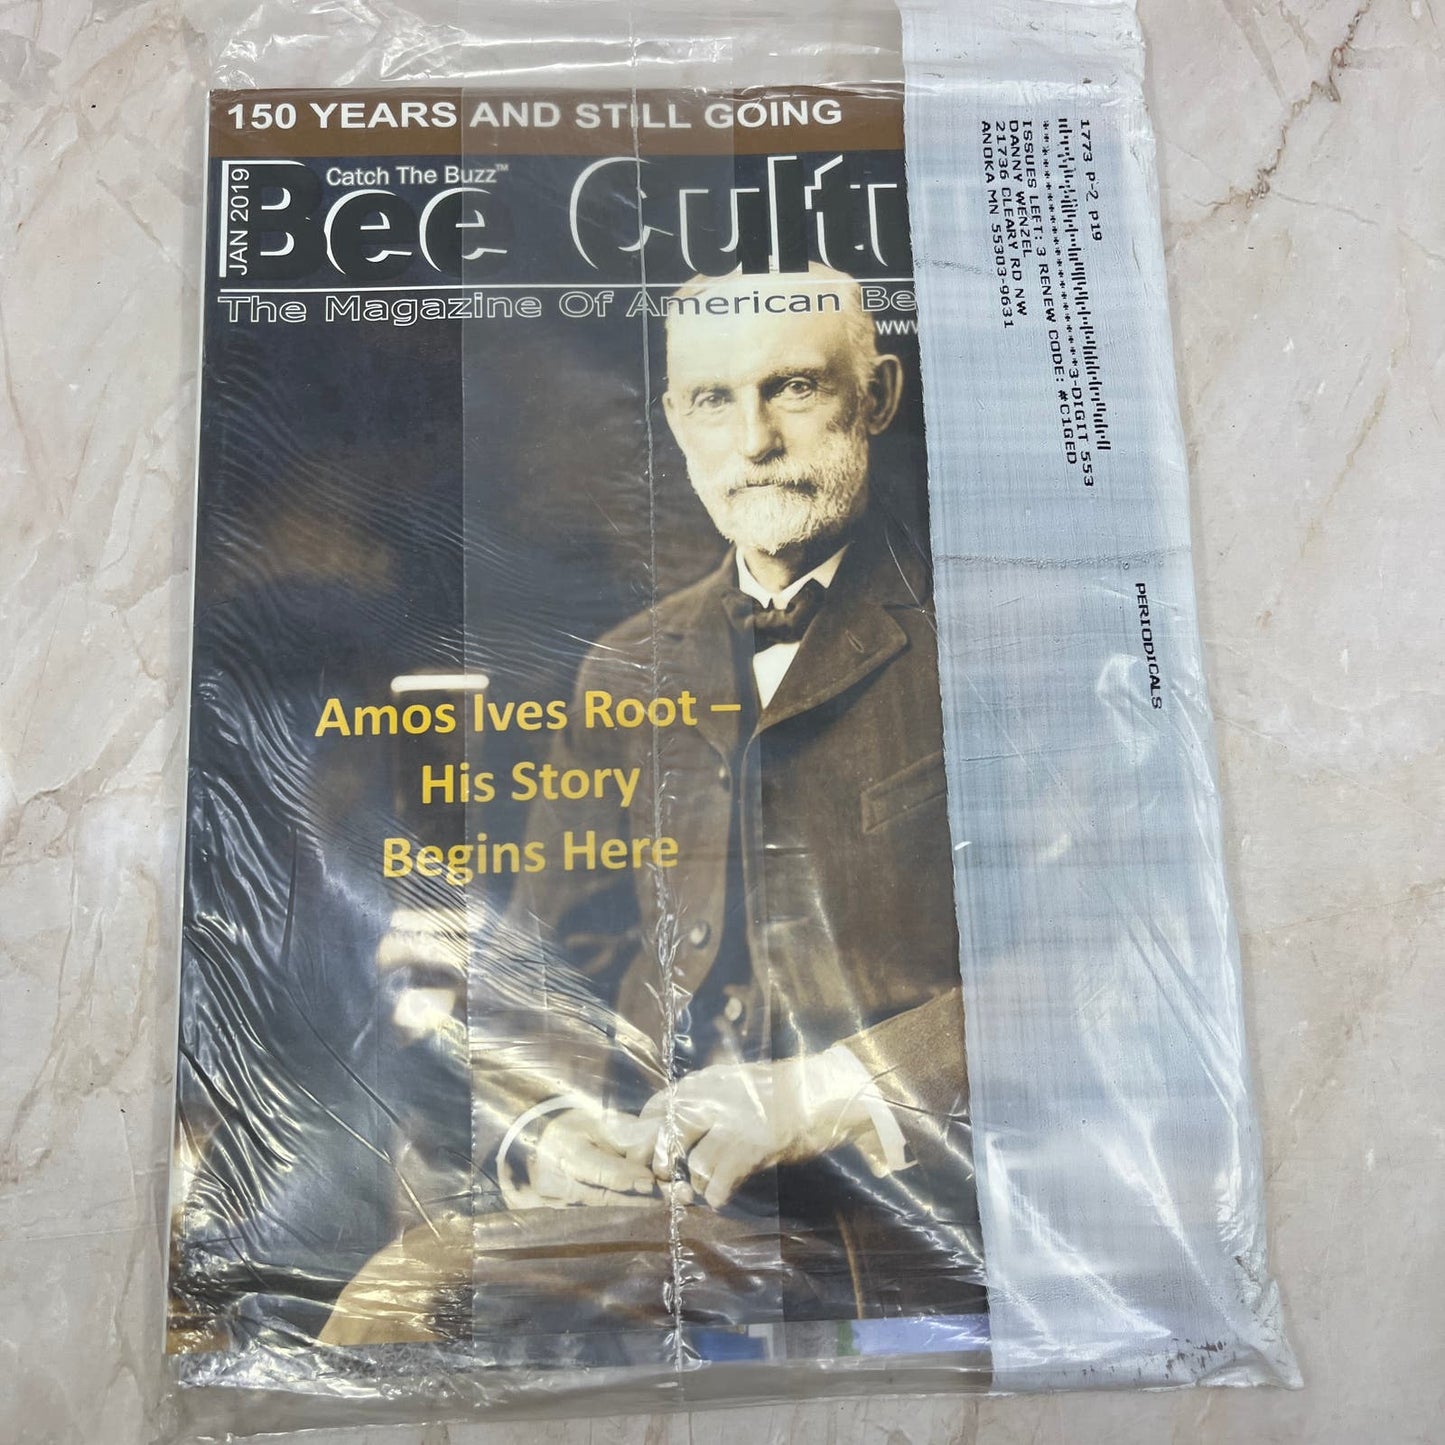 150 YEARS AND STILL GOING
JAN 2019
Catch The Buzz™
Bee Cultu
The Magazine Of American Be
www
Amos Ives Root –
His Story
Begins Here
1773 P-2 P19
******************3-DIGIT 553
ISSUES LEFT: 3 RENEW CODE: #C1GED
DANNY WENZEL
21736 CLEARY RD NW
ANOKA MN 55303-9631
PERIODICALS